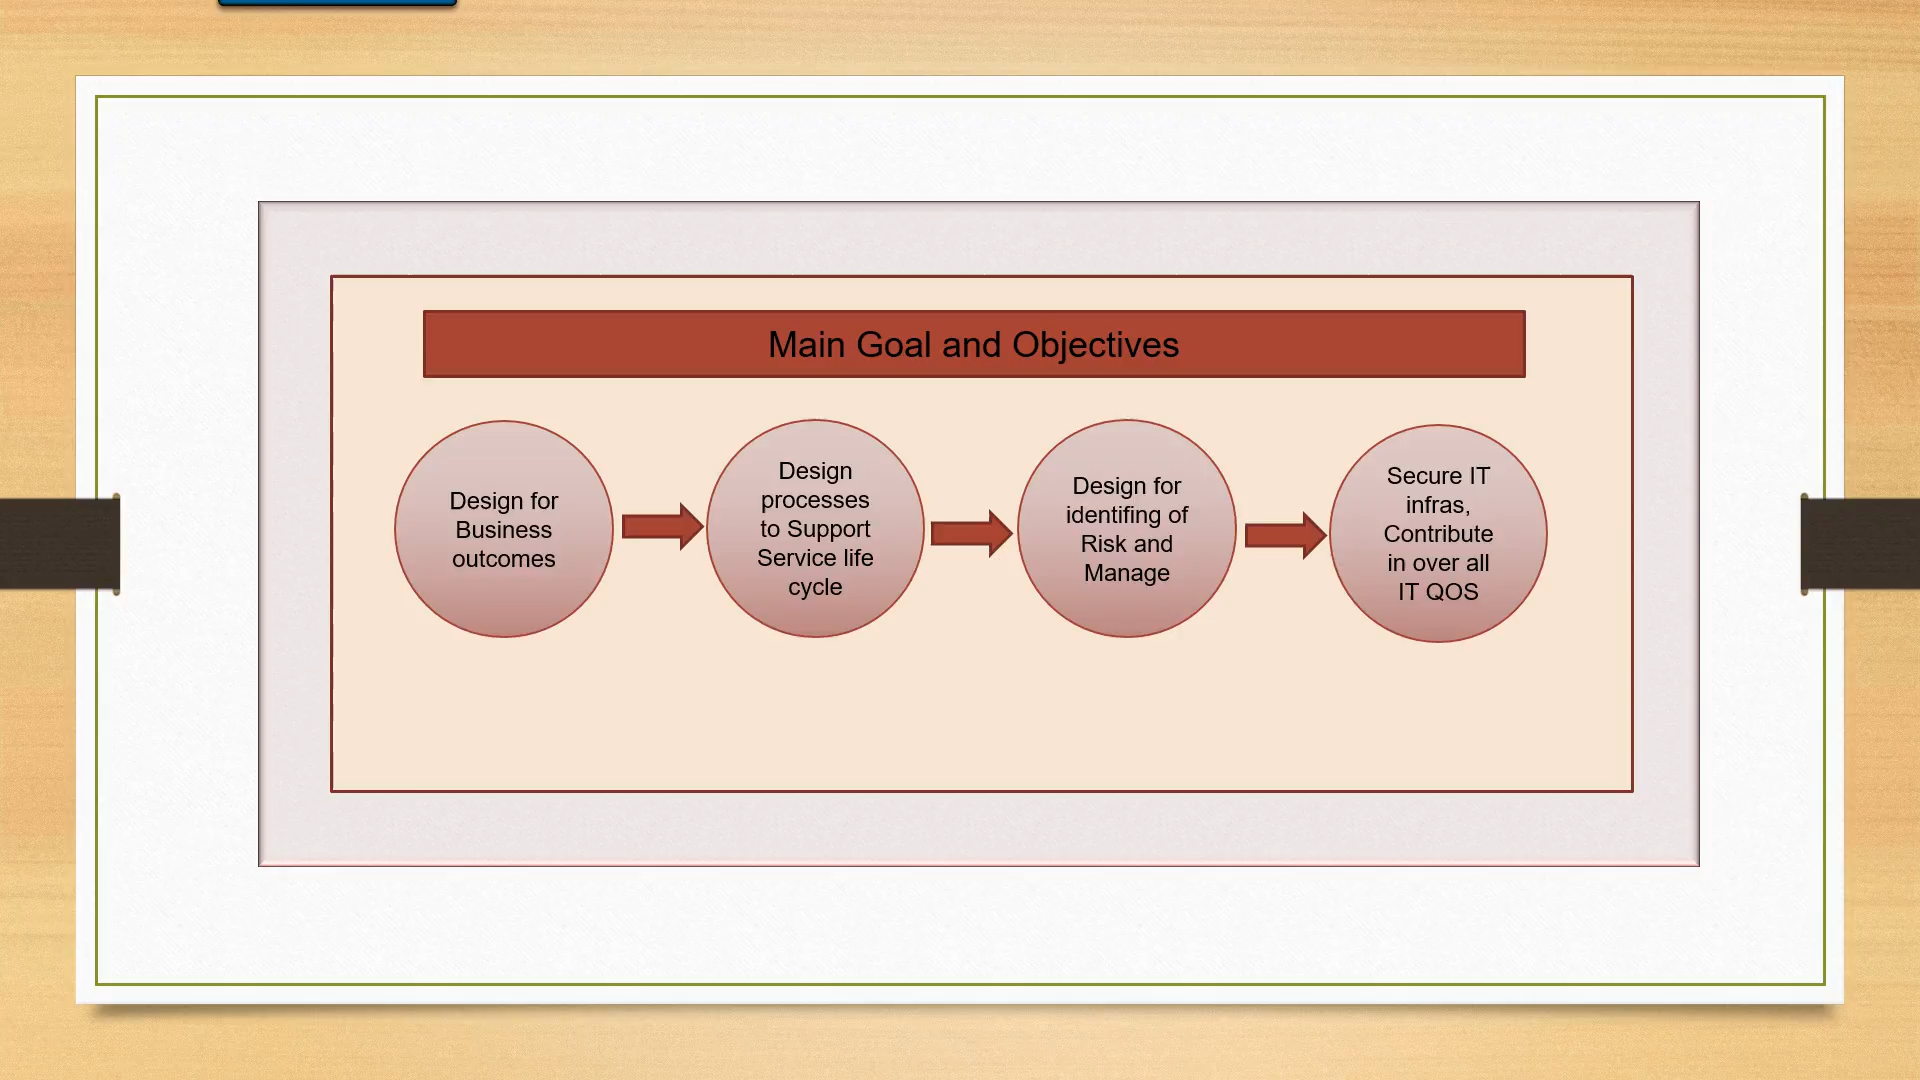 Main Goal and Objectives
Design for
Business
outcomes
Design
processes
to Support
Service life
cycle
Design for
identifing of
Risk and
Manage
Secure IT
infras,
Contribute
in over all
IT QOS